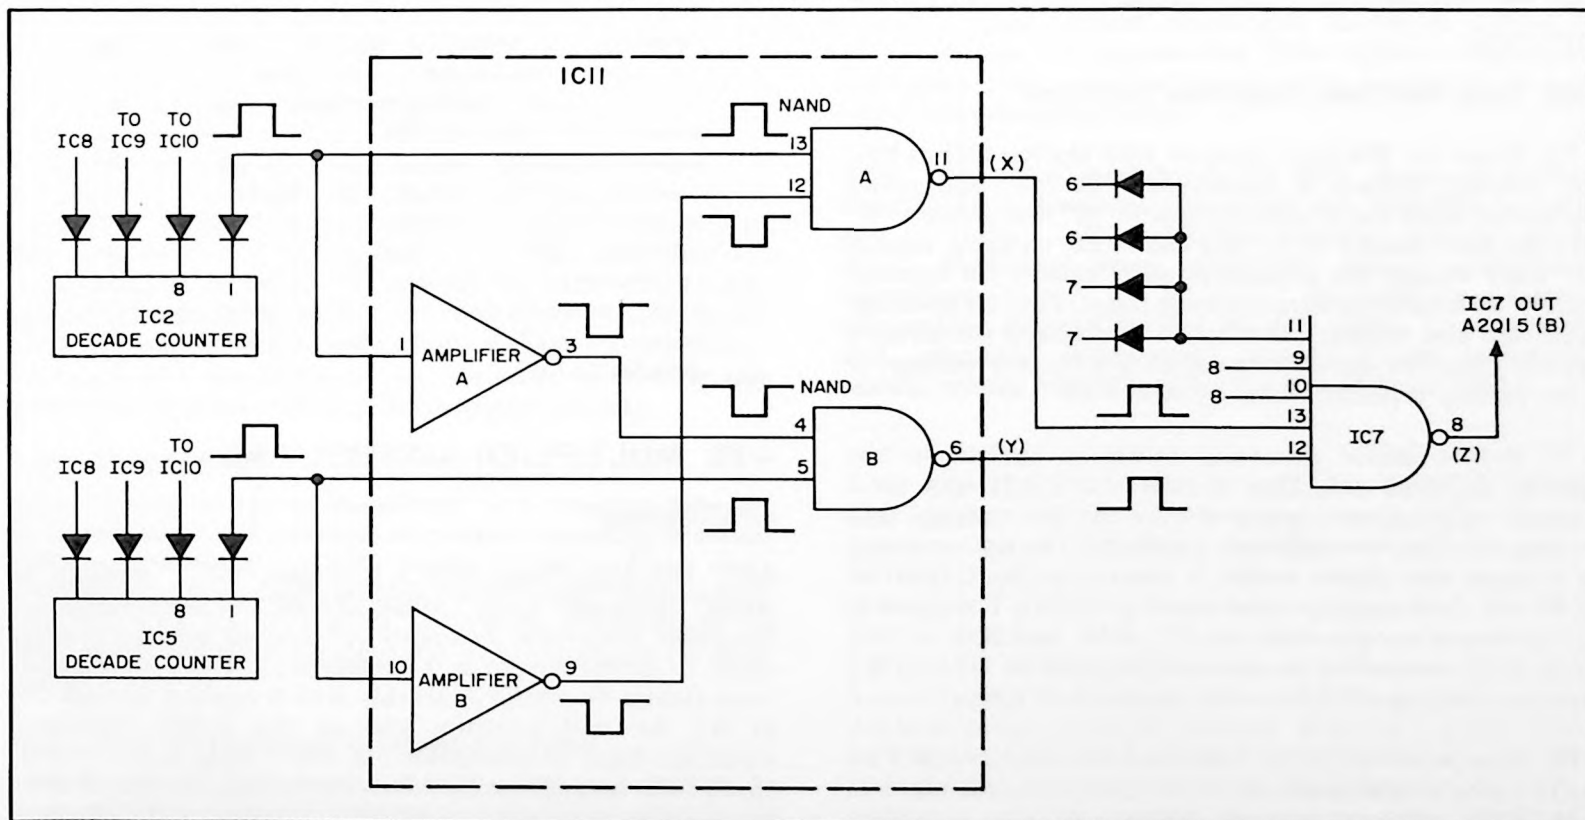 IC11
NAND
TO TO
IC8 IC9 IC10
13
11 (X)
A
12
6
6
8 1
IC2
DECADE COUNTER
7
IC7 OUT
A2Q15 (B)
7
11
1 AMPLIFIER 3
A
9
8
NAND
10
8
4
13
IC7
8
(Z)
6 (Y)
12
B
5
TO
IC8 IC9 IC10
8 1
IC5
DECADE COUNTER
10 AMPLIFIER 9
B